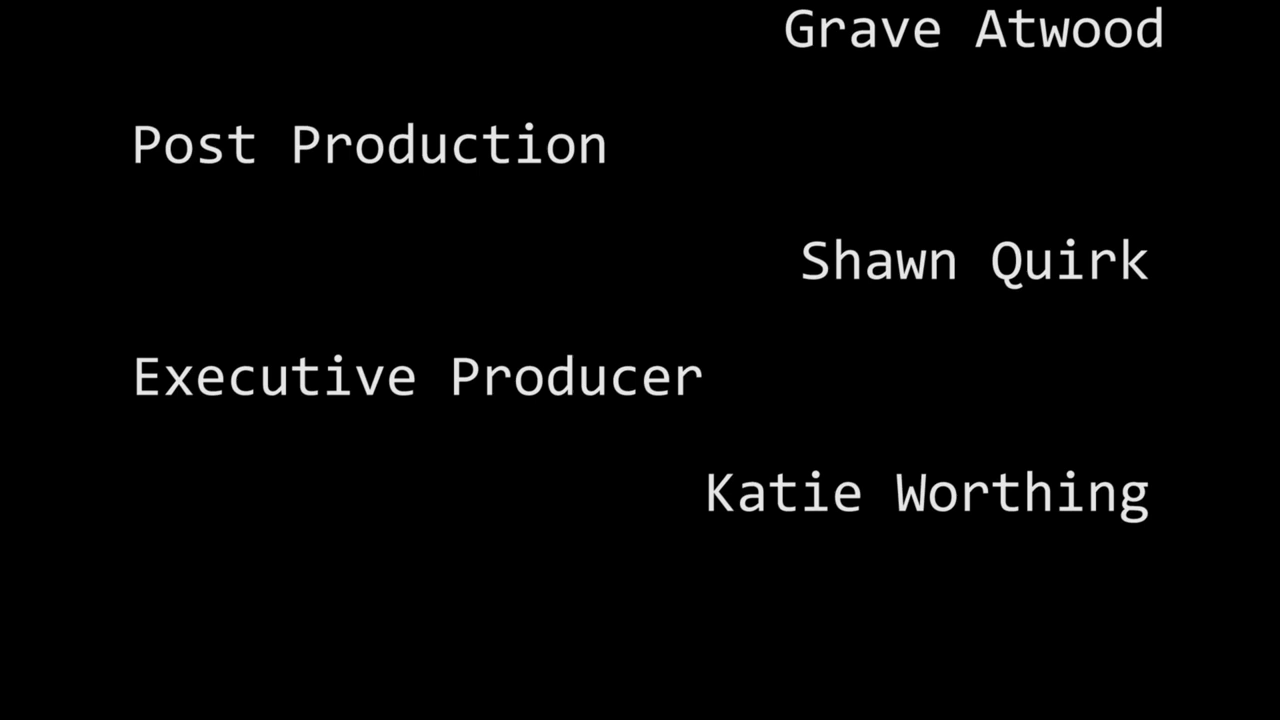 Grave Atwood
Post Production
Shawn Quirk
Executive Producer
Katie Worthing